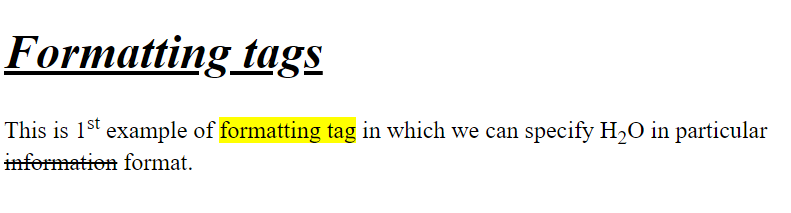 Formatting tags
This is 1st example of formatting tag in which we can specify H₂O in particular
information format.